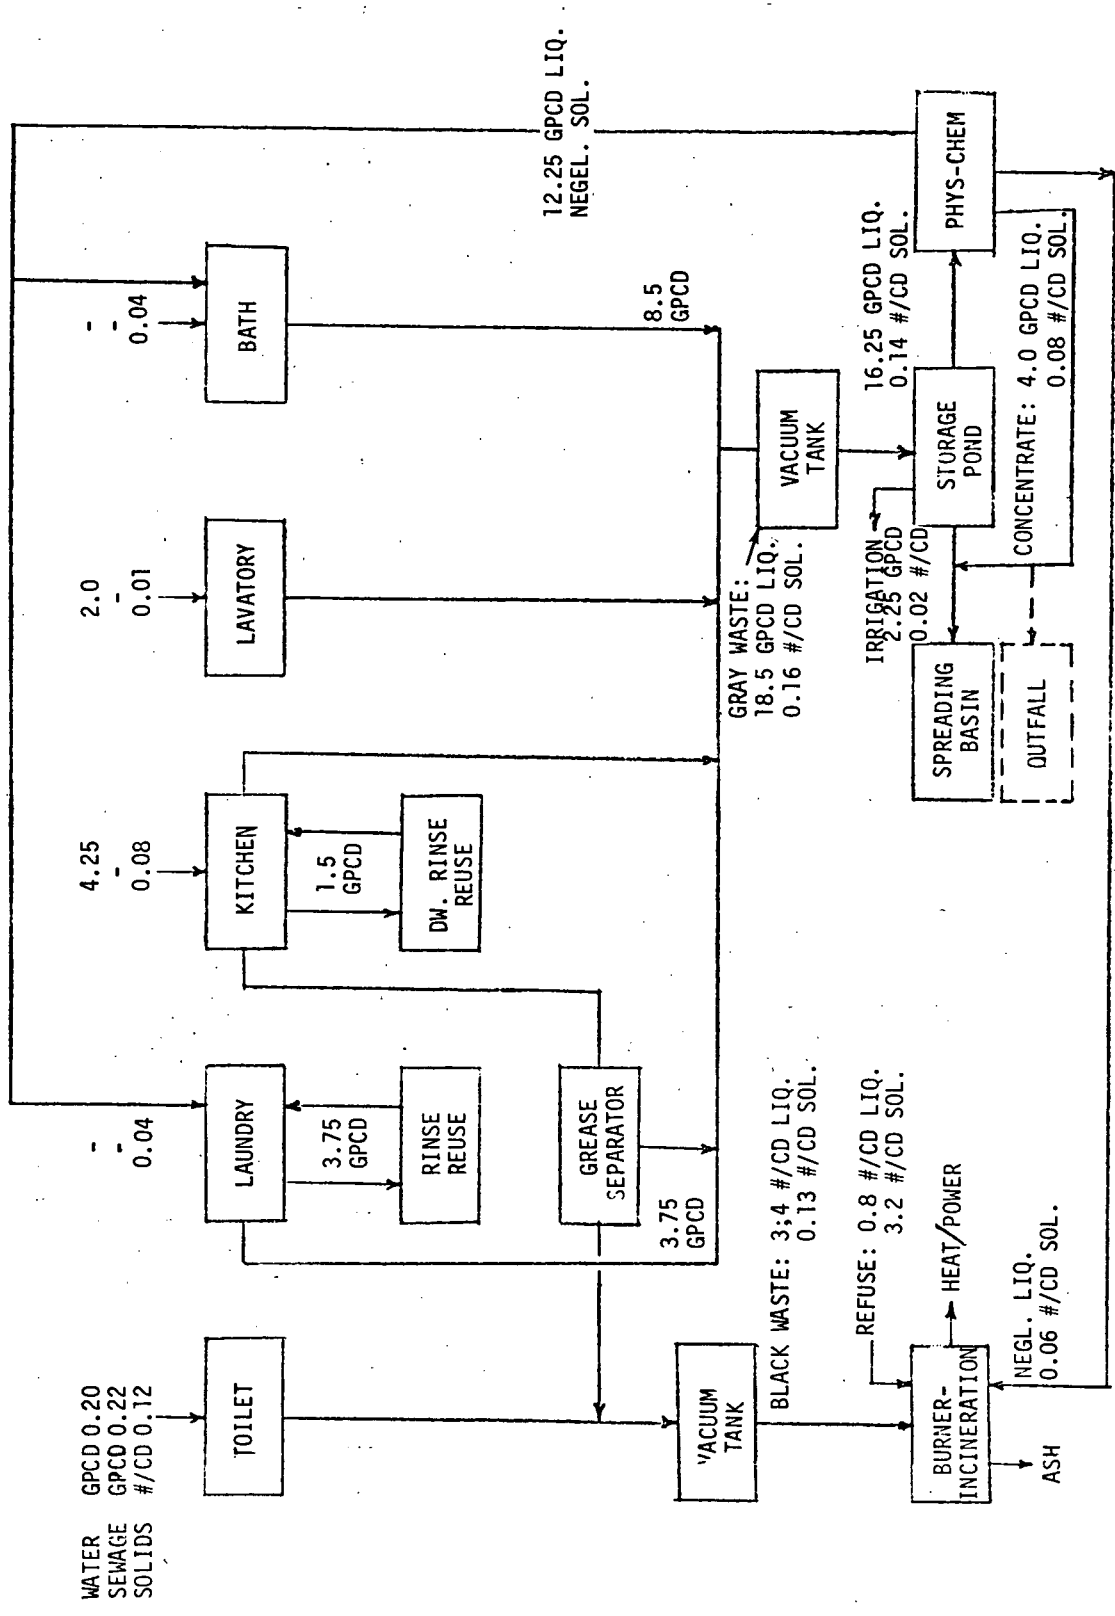 WATER GPCD 0.20
SEWAGE GPCD 0.22
SOLIDS #/CD 0.12
-
-
0.04
4.25
-
0.08
2.0
-
0.01
-
-
0.04
TOILET
LAUNDRY
KITCHEN
LAVATORY
BATH
3.75
GPCD
1.5
GPCD
RINSE
REUSE
DW. RINSE
REUSE
12.25 GPCD LIQ.
NEGEL. SOL.
GREASE
SEPARATOR
3.75
GPCD
8.5
GPCD
VACUUM
TANK
BLACK WASTE: 3;4 #/CD LIQ.
0.13 #/CD SOL.
GRAY WASTE:
18.5 GPCD LIQ.
0.16 #/CD SOL.
VACUUM
TANK
REFUSE: 0.8 #/CD LIQ.
3.2 #/CD SOL.
IRRIGATION
2.25 GPCD
0.02 #/CD
16.25 GPCD LIQ.
0.14 #/CD SOL.
BURNER-
INCINERATION
HEAT/POWER
SPREADING
BASIN
STORAGE
POND
PHYS-CHEM
NEGL. LIQ.
0.06 #/CD SOL.
ASH
OUTFALL
CONCENTRATE: 4.0 GPCD LIQ.
0.08 #/CD SOL.